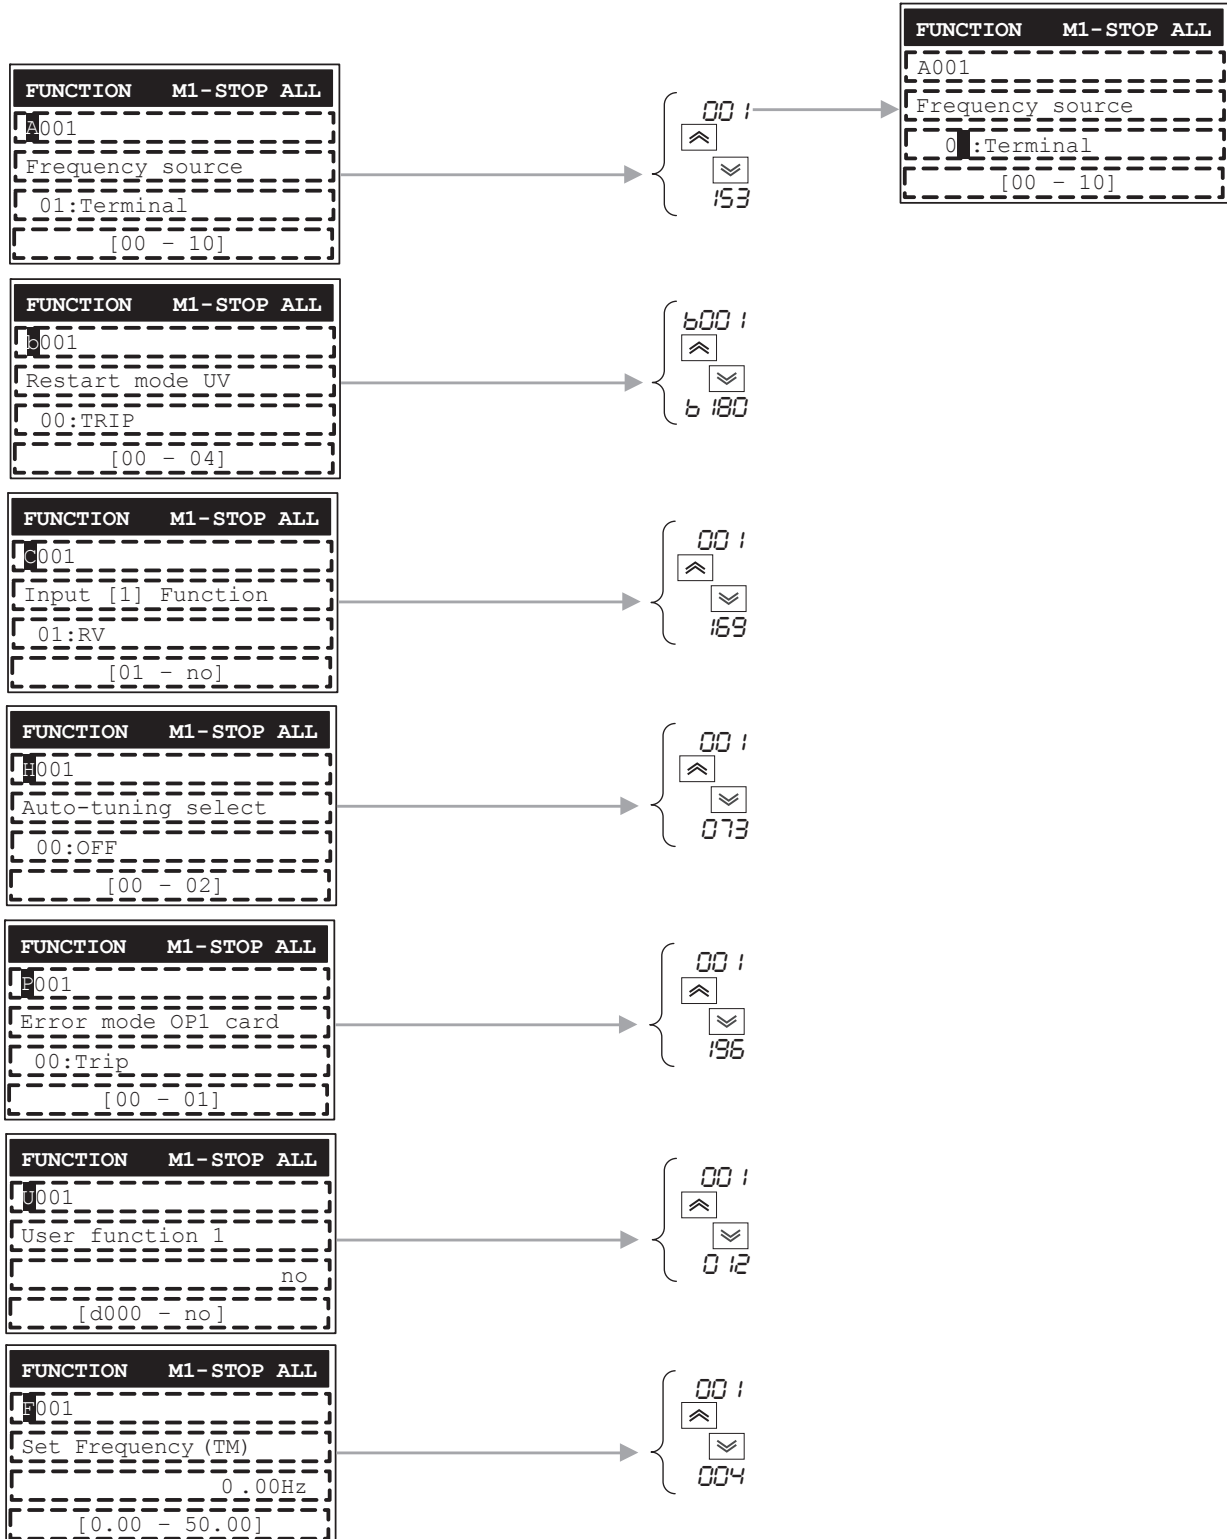 FUNCTION M1-STOP ALL
A001
Frequency source
01:Terminal
[00 – 10]
001
153
FUNCTION M1-STOP ALL
A001
Frequency source
0 :Terminal
[00 – 10]
FUNCTION M1-STOP ALL
b001
Restart mode UV
00:TRIP
[00 – 04]
b001
b180
FUNCTION M1-STOP ALL
C001
Input [1] Function
01:RV
[01 – no]
001
169
FUNCTION M1-STOP ALL
H001
Auto-tuning select
00:OFF
[00 – 02]
001
073
FUNCTION M1-STOP ALL
P001
Error mode OP1 card
00:Trip
[00 – 01]
001
196
FUNCTION M1-STOP ALL
U001
User function 1
no
[d000 – no]
001
012
FUNCTION M1-STOP ALL
F001
Set Frequency(TM)
0.00Hz
[0.00 – 50.00]
001
004